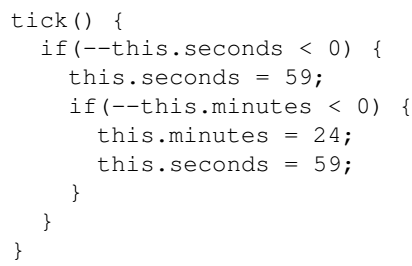 tick() {
  if(--this.seconds < 0) {
    this.seconds = 59;
    if(--this.minutes < 0) {
      this.minutes = 24;
      this.seconds = 59;
    }
  }
}